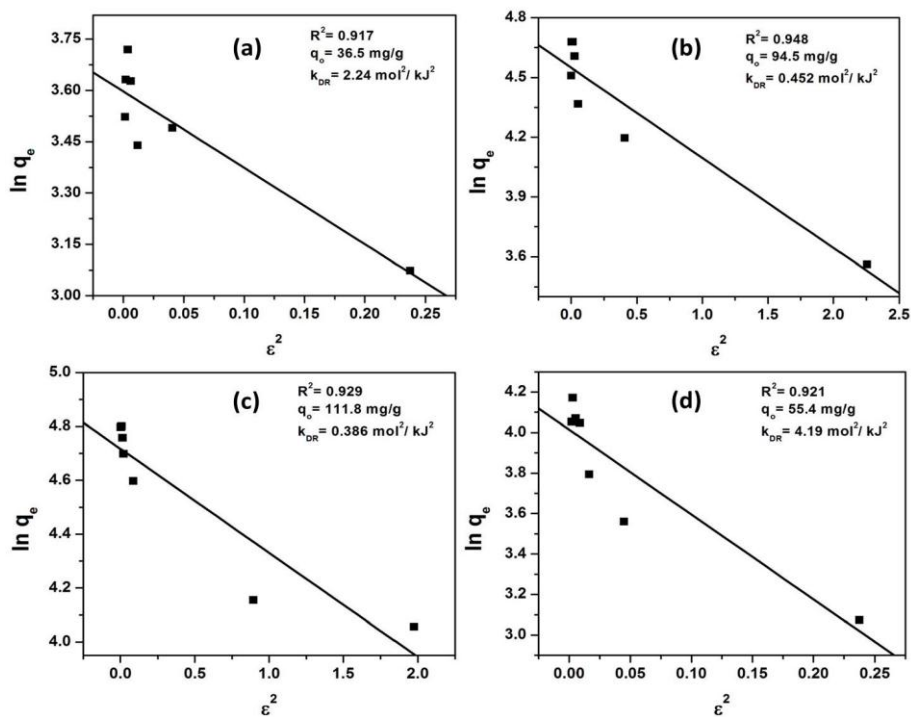 (a)
R² = 0.917
qₒ = 36.5 mg/g
k_DR = 2.24 mol²/ kJ²
3.75
3.60
3.45
3.30
3.15
3.00
ln qₑ
0.00 0.05 0.10 0.15 0.20 0.25
ε²
(b)
R² = 0.948
qₒ = 94.5 mg/g
k_DR = 0.452 mol²/ kJ²
4.8
4.5
4.2
3.9
3.6
ln qₑ
0.0 0.5 1.0 1.5 2.0 2.5
ε²
(c)
R² = 0.929
qₒ = 111.8 mg/g
k_DR = 0.386 mol²/ kJ²
5.0
4.8
4.6
4.4
4.2
4.0
ln qₑ
0.0 0.5 1.0 1.5 2.0
ε²
(d)
R² = 0.921
qₒ = 55.4 mg/g
k_DR = 4.19 mol²/ kJ²
4.2
4.0
3.8
3.6
3.4
3.2
3.0
ln qₑ
0.00 0.05 0.10 0.15 0.20 0.25
ε²